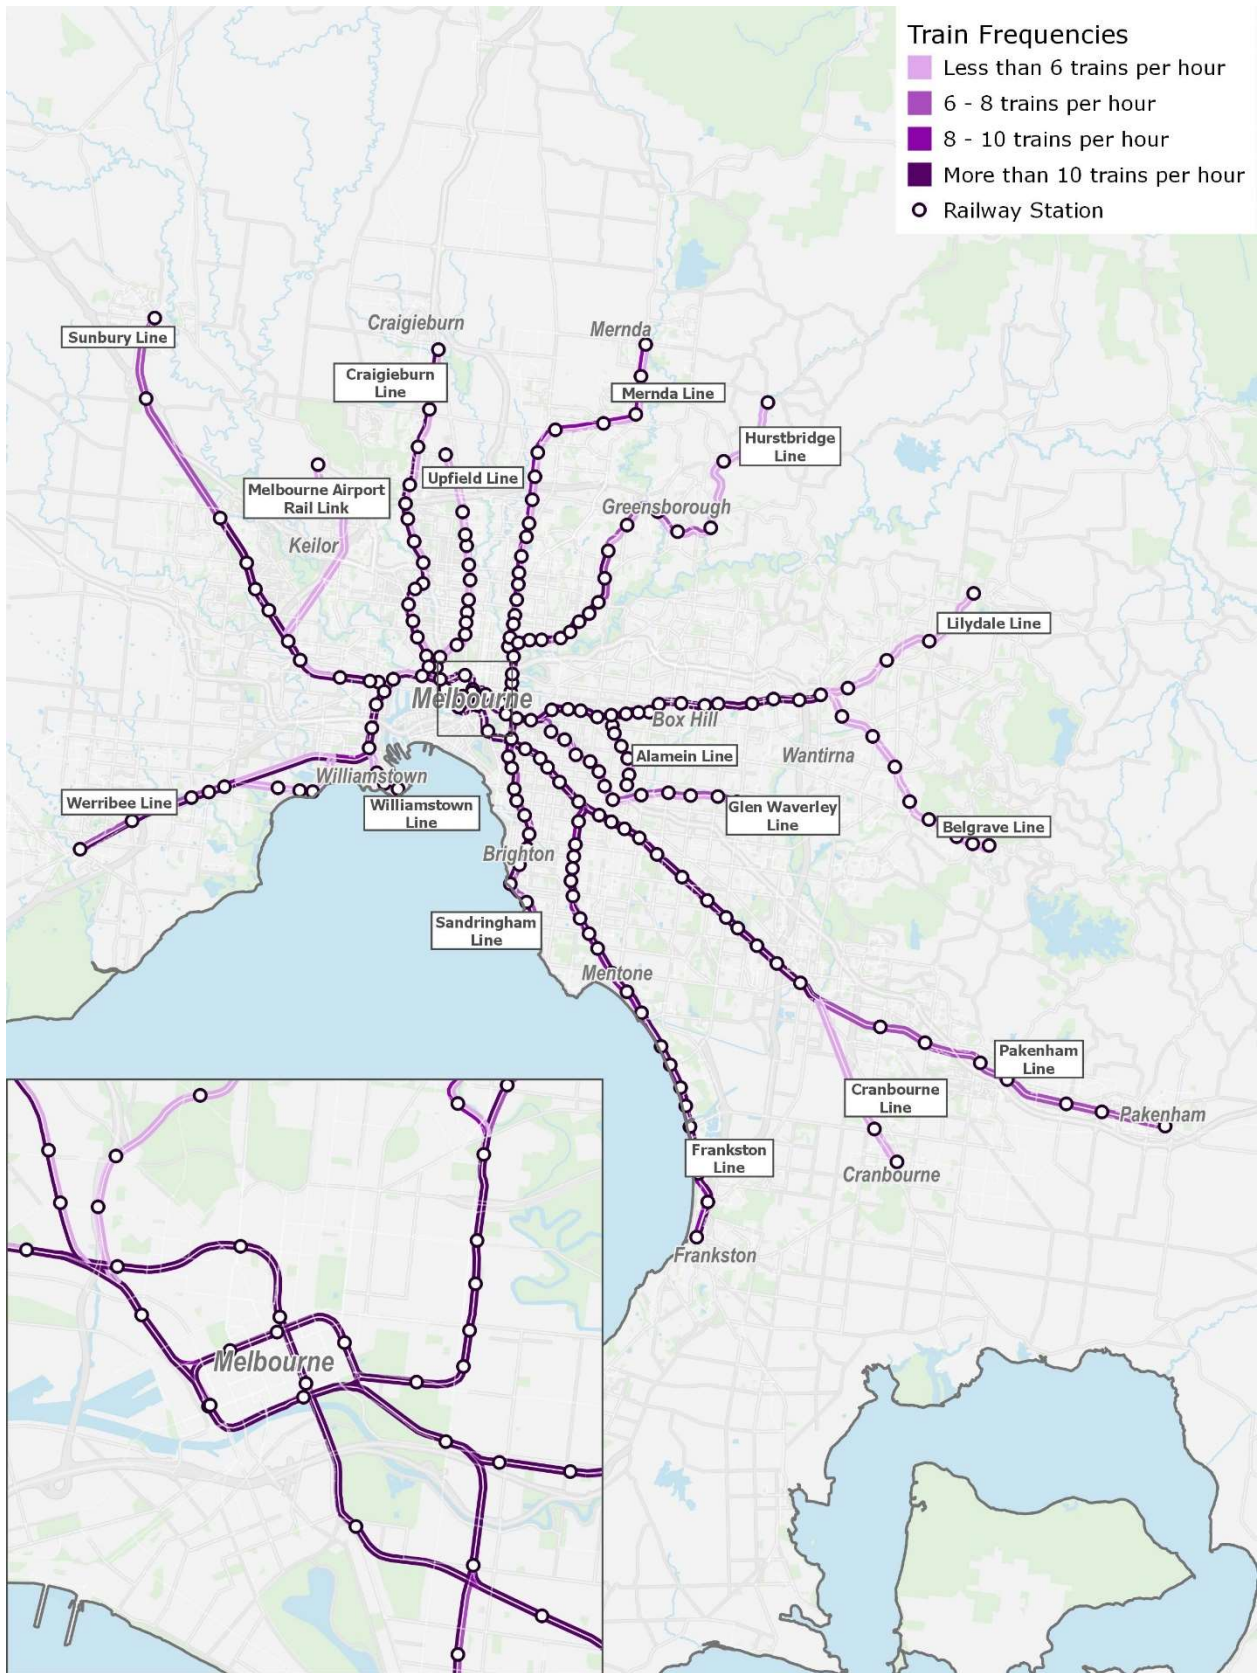 Train Frequencies
Less than 6 trains per hour
6 - 8 trains per hour
8 - 10 trains per hour
More than 10 trains per hour
Railway Station
Craigieburn
Mernda
Sunbury Line
Craigieburn
Line
Mernda Line
Hurstbridge
Line
Upfield Line
Melbourne Airport
Rail Link
Greensborough
Keilor
Lilydale Line
Melbourne
Box Hill
Alamein Line
Wantirna
Williamstown
Werribee Line
Williamstown
Line
Glen Waverley
Line
Belgrave Line
Brighton
Sandringham
Line
Mentone
Pakenham
Line
Cranbourne
Line
Pakenham
Frankston
Line
Cranbourne
Frankston
Melbourne